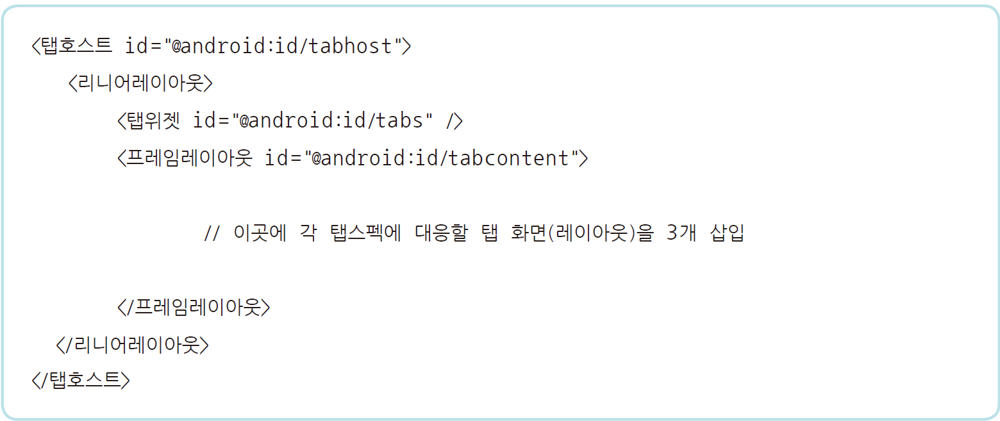 <탭호스트 id="@android:id/tabhost">
<리니어레이아웃>
<탭위젯 id="@android:id/tabs" />
<프레임레이아웃 id="@android:id/tabcontent">
// 이곳에 각 탭스펙에 대응할 탭 화면(레이아웃)을 3개 삽입
</프레임레이아웃>
</리니어레이아웃>
</탭호스트>